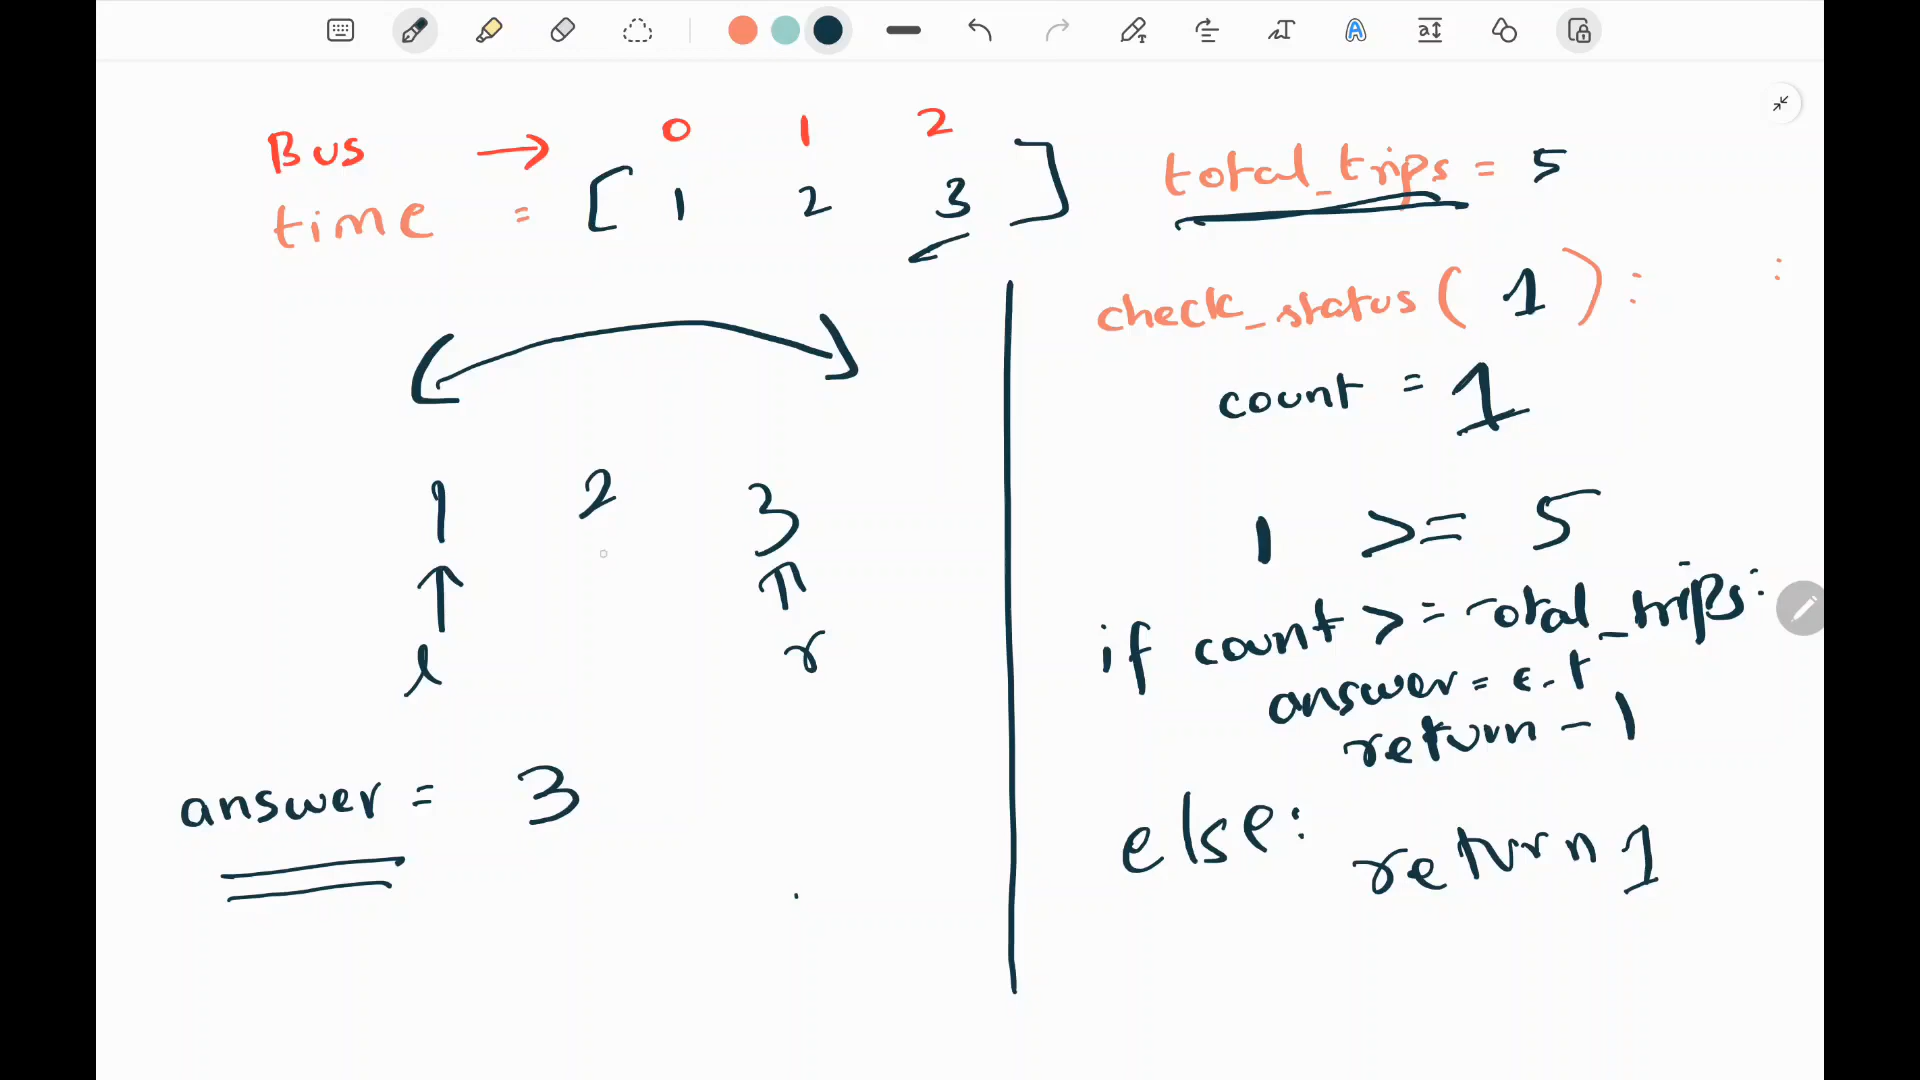 Bus → 0 1 2
time = [ 1 2 3 ]
total_trips = 5
1 2 3
l r
answer = 3
check_status( 1 ) :
count = 1
1 >= 5
if count >= total_trips:
answer = e.t
return -1
else:
return 1